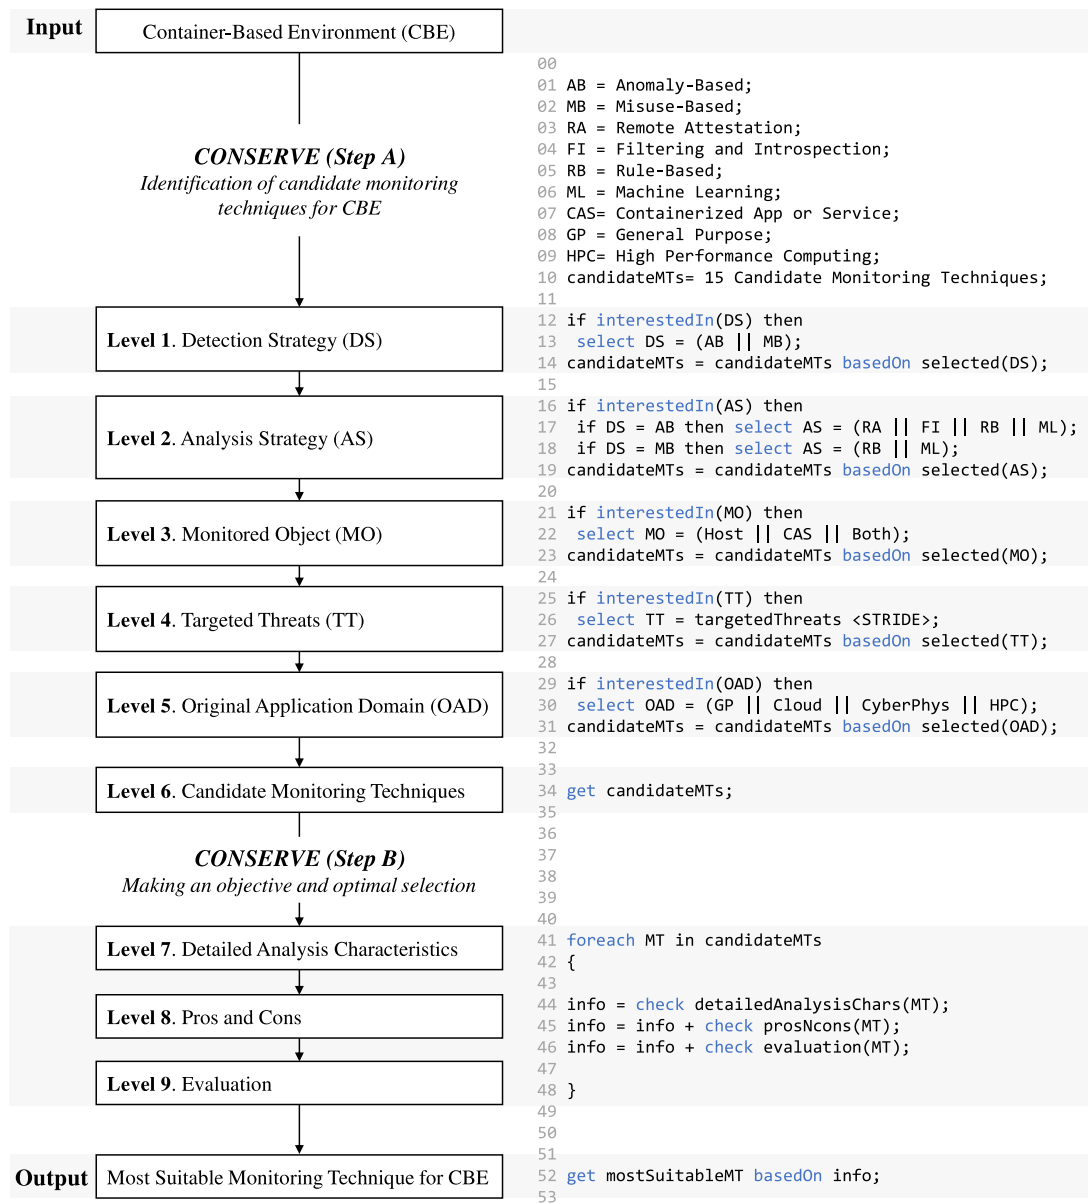 Input
Container-Based Environment (CBE)
CONSERVE (Step A)
Identification of candidate monitoring
techniques for CBE
Level 1. Detection Strategy (DS)
Level 2. Analysis Strategy (AS)
Level 3. Monitored Object (MO)
Level 4. Targeted Threats (TT)
Level 5. Original Application Domain (OAD)
Level 6. Candidate Monitoring Techniques
CONSERVE (Step B)
Making an objective and optimal selection
Level 7. Detailed Analysis Characteristics
Level 8. Pros and Cons
Level 9. Evaluation
Output
Most Suitable Monitoring Technique for CBE
00
01 AB = Anomaly-Based;
02 MB = Misuse-Based;
03 RA = Remote Attestation;
04 FI = Filtering and Introspection;
05 RB = Rule-Based;
06 ML = Machine Learning;
07 CAS= Containerized App or Service;
08 GP = General Purpose;
09 HPC= High Performance Computing;
10 candidateMTs= 15 Candidate Monitoring Techniques;
11
12 if interestedIn(DS) then
13 select DS = (AB || MB);
14 candidateMTs = candidateMTs basedOn selected(DS);
15
16 if interestedIn(AS) then
17 if DS = AB then select AS = (RA || FI || RB || ML);
18 if DS = MB then select AS = (RB || ML);
19 candidateMTs = candidateMTs basedOn selected(AS);
20
21 if interestedIn(MO) then
22 select MO = (Host || CAS || Both);
23 candidateMTs = candidateMTs basedOn selected(MO);
24
25 if interestedIn(TT) then
26 select TT = targetedThreats <STRIDE>;
27 candidateMTs = candidateMTs basedOn selected(TT);
28
29 if interestedIn(OAD) then
30 select OAD = (GP || Cloud || CyberPhys || HPC);
31 candidateMTs = candidateMTs basedOn selected(OAD);
32
33
34 get candidateMTs;
35
36
37
38
39
40
41 foreach MT in candidateMTs
42 {
43
44 info = check detailedAnalysisChars(MT);
45 info = info + check prosNcons(MT);
46 info = info + check evaluation(MT);
47
48 }
49
50
51
52 get mostSuitableMT basedOn info;
53